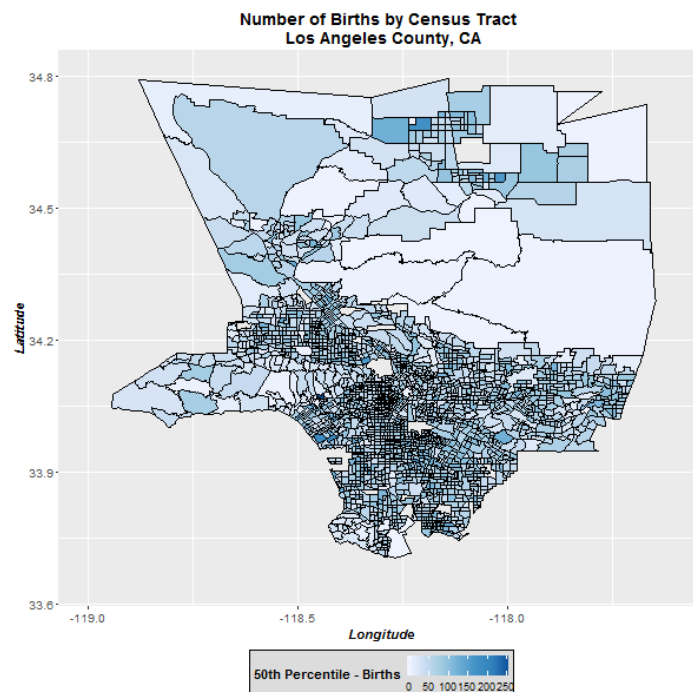 Number of Births by Census Tract
Los Angeles County, CA
34.8
34.5
34.2
33.9
33.6
Latitude
-119.0 -118.5 -118.0
Longitude
50th Percentile - Births
0 50 100 150 200 250